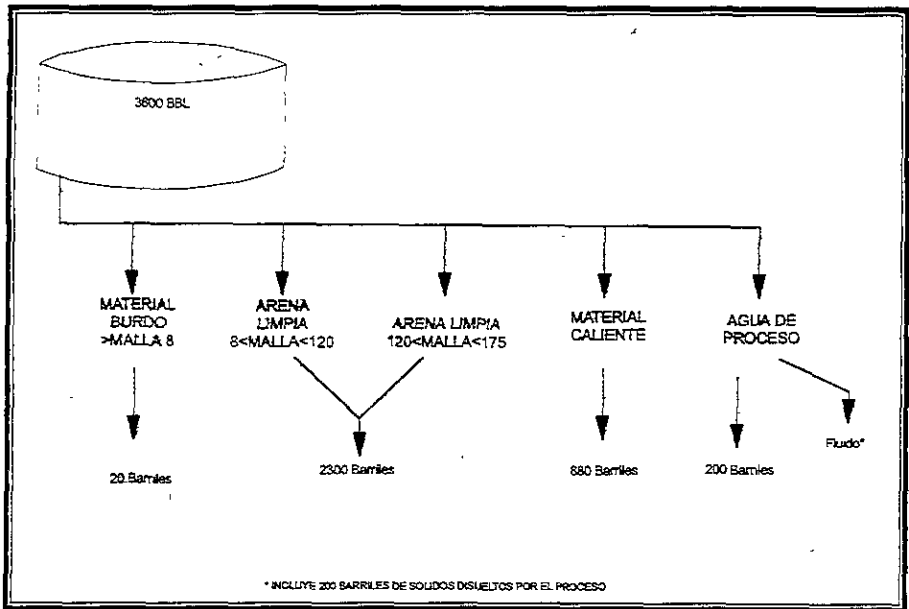 3600 BBL
MATERIAL
BURDO
>MALLA 8
ARENA
LIMPIA
8<MALLA<120
ARENA LIMPIA
120<MALLA<175
MATERIAL
CALIENTE
AGUA DE
PROCESO
20 Barriles
2300 Barriles
880 Barriles
200 Barriles
Fluido*
* INCLUYE 200 BARRILES DE SOLIDOS DISUELTOS POR EL PROCESO